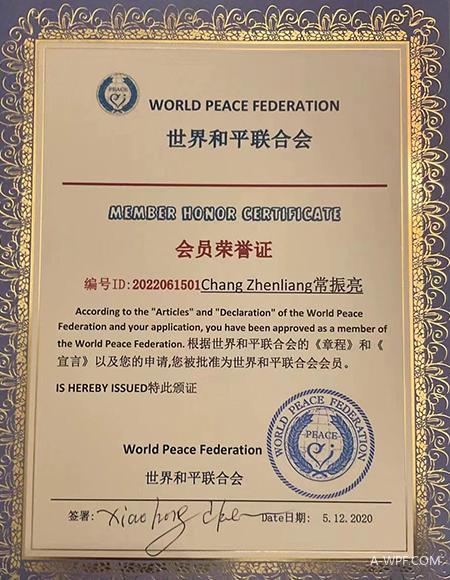 PEACE
WORLD PEACE FEDERATION
世界和平联合会
MEMBER HONOR CERTIFICATE
会员荣誉证
编号ID:2022061501Chang Zhenliang常振亮
According to the "Articles" and "Declaration" of the World Peace
Federation and your application, you have been approved as a member of
the World Peace Federation. 根据世界和平联合会的《章程》和《
宣言》以及您的申请,您被批准为世界和平联合会会员。
IS HEREBY ISSUED特此颁证
WORLD PEACE FEDERATION
PEACE
World Peace Federation
世界和平联合会
签署: Date日期: 5.12.2020
A-WPF.COM